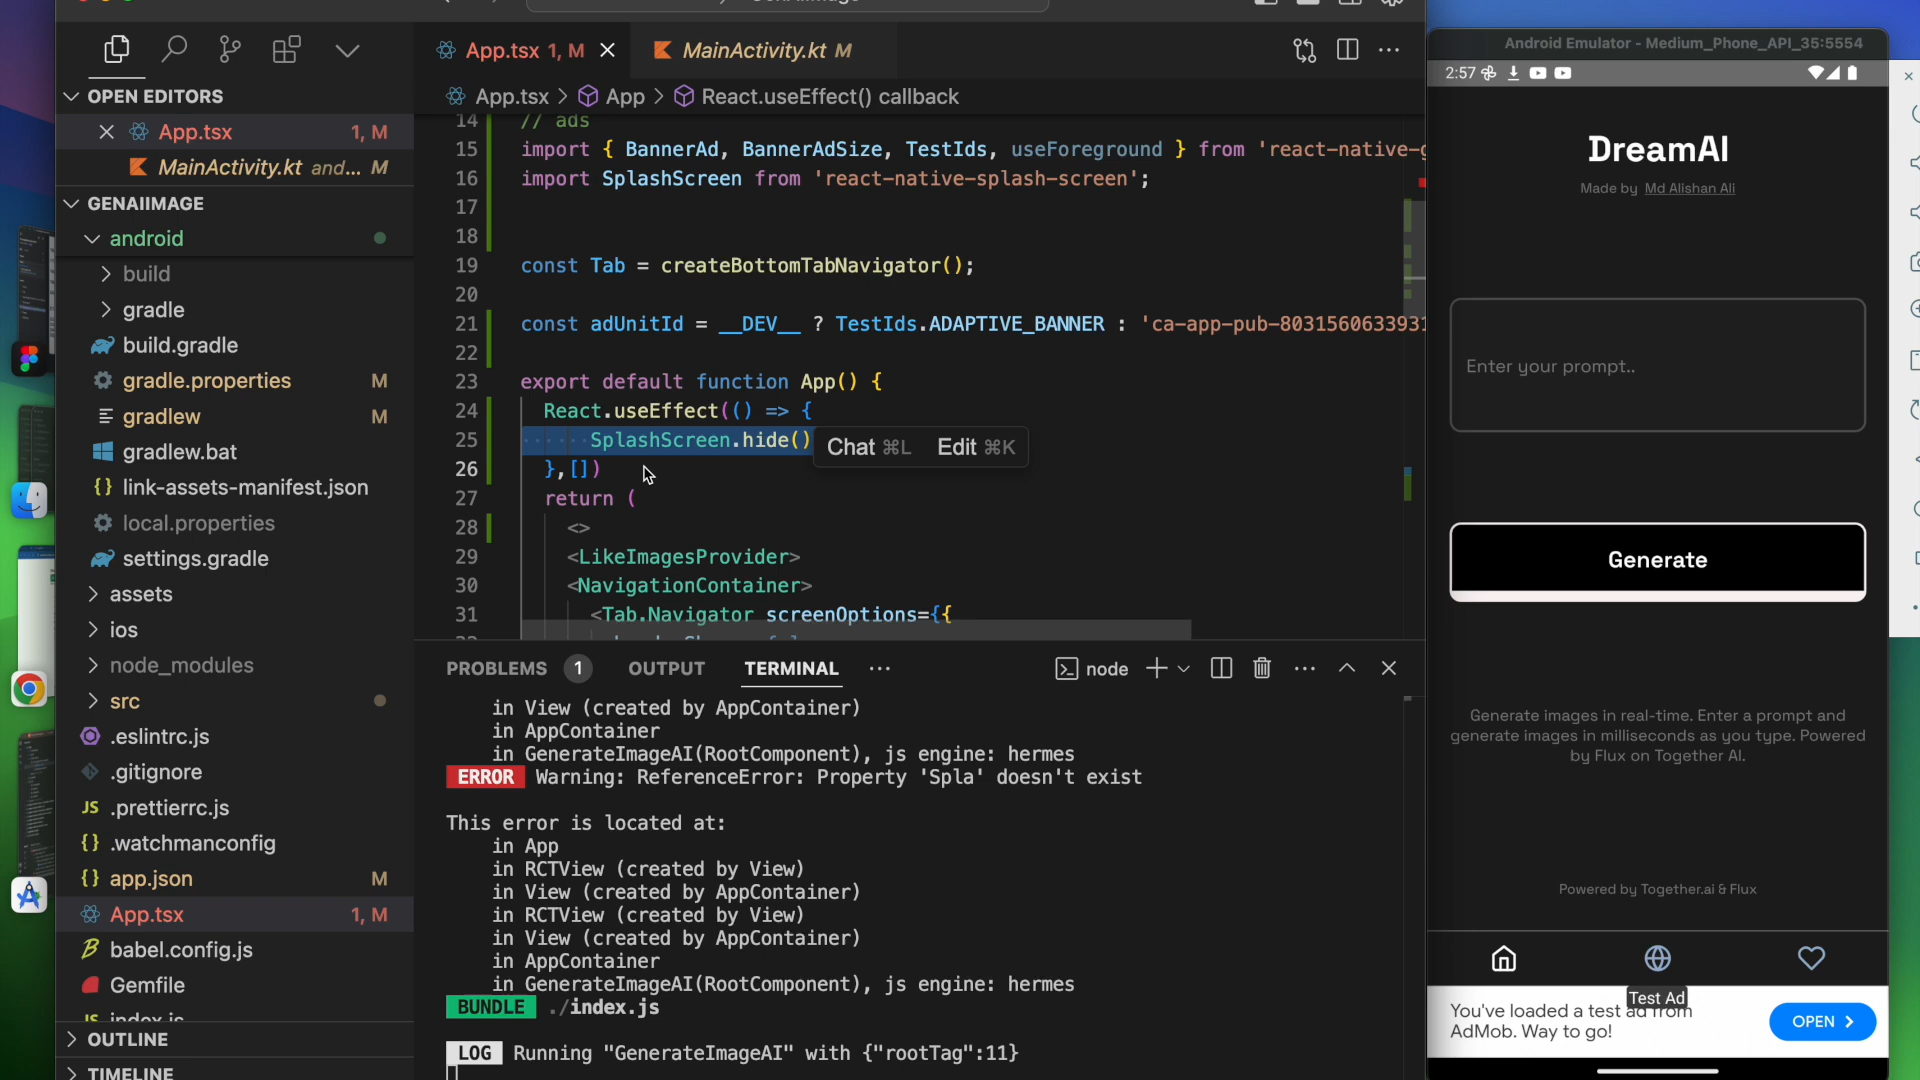 App.tsx 1, M
MainActivity.kt M
Android Emulator - Medium_Phone_API_35:5554
2:57
OPEN EDITORS
App.tsx > App > React.useEffect() callback
App.tsx 1, M
MainActivity.kt and... M
GENAIIMAGE
android
build
gradle
build.gradle
gradle.properties M
gradlew M
gradlew.bat
link-assets-manifest.json
local.properties
settings.gradle
assets
ios
node_modules
src
.eslintrc.js
.gitignore
.prettierrc.js
.watchmanconfig
app.json M
App.tsx 1, M
babel.config.js
Gemfile
index.js
OUTLINE
TIMELINE
14 // ads
15 import { BannerAd, BannerAdSize, TestIds, useForeground } from 'react-native-g
16 import SplashScreen from 'react-native-splash-screen';
17
18
19 const Tab = createBottomTabNavigator();
20
21 const adUnitId = __DEV__ ? TestIds.ADAPTIVE_BANNER : 'ca-app-pub-8031560633931
22
23 export default function App() {
24 React.useEffect(() => {
25 SplashScreen.hide()
Chat ⌘L Edit ⌘K
26 },[])
27 return (
28 <>
29 <LikeImagesProvider>
30 <NavigationContainer>
31 <Tab.Navigator screenOptions={{
PROBLEMS 1 OUTPUT TERMINAL
node
in View (created by AppContainer)
in AppContainer
in GenerateImageAI(RootComponent), js engine: hermes
ERROR Warning: ReferenceError: Property 'Spla' doesn't exist
This error is located at:
in App
in RCTView (created by View)
in View (created by AppContainer)
in RCTView (created by View)
in View (created by AppContainer)
in AppContainer
in GenerateImageAI(RootComponent), js engine: hermes
BUNDLE ./index.js
LOG Running "GenerateImageAI" with {"rootTag":11}
DreamAI
Made by Md Alishan Ali
Enter your prompt..
Generate
Generate images in real-time. Enter a prompt and
generate images in milliseconds as you type. Powered
by Flux on Together AI.
Powered by Together.ai & Flux
Test Ad
You've loaded a test ad from
AdMob. Way to go!
OPEN >